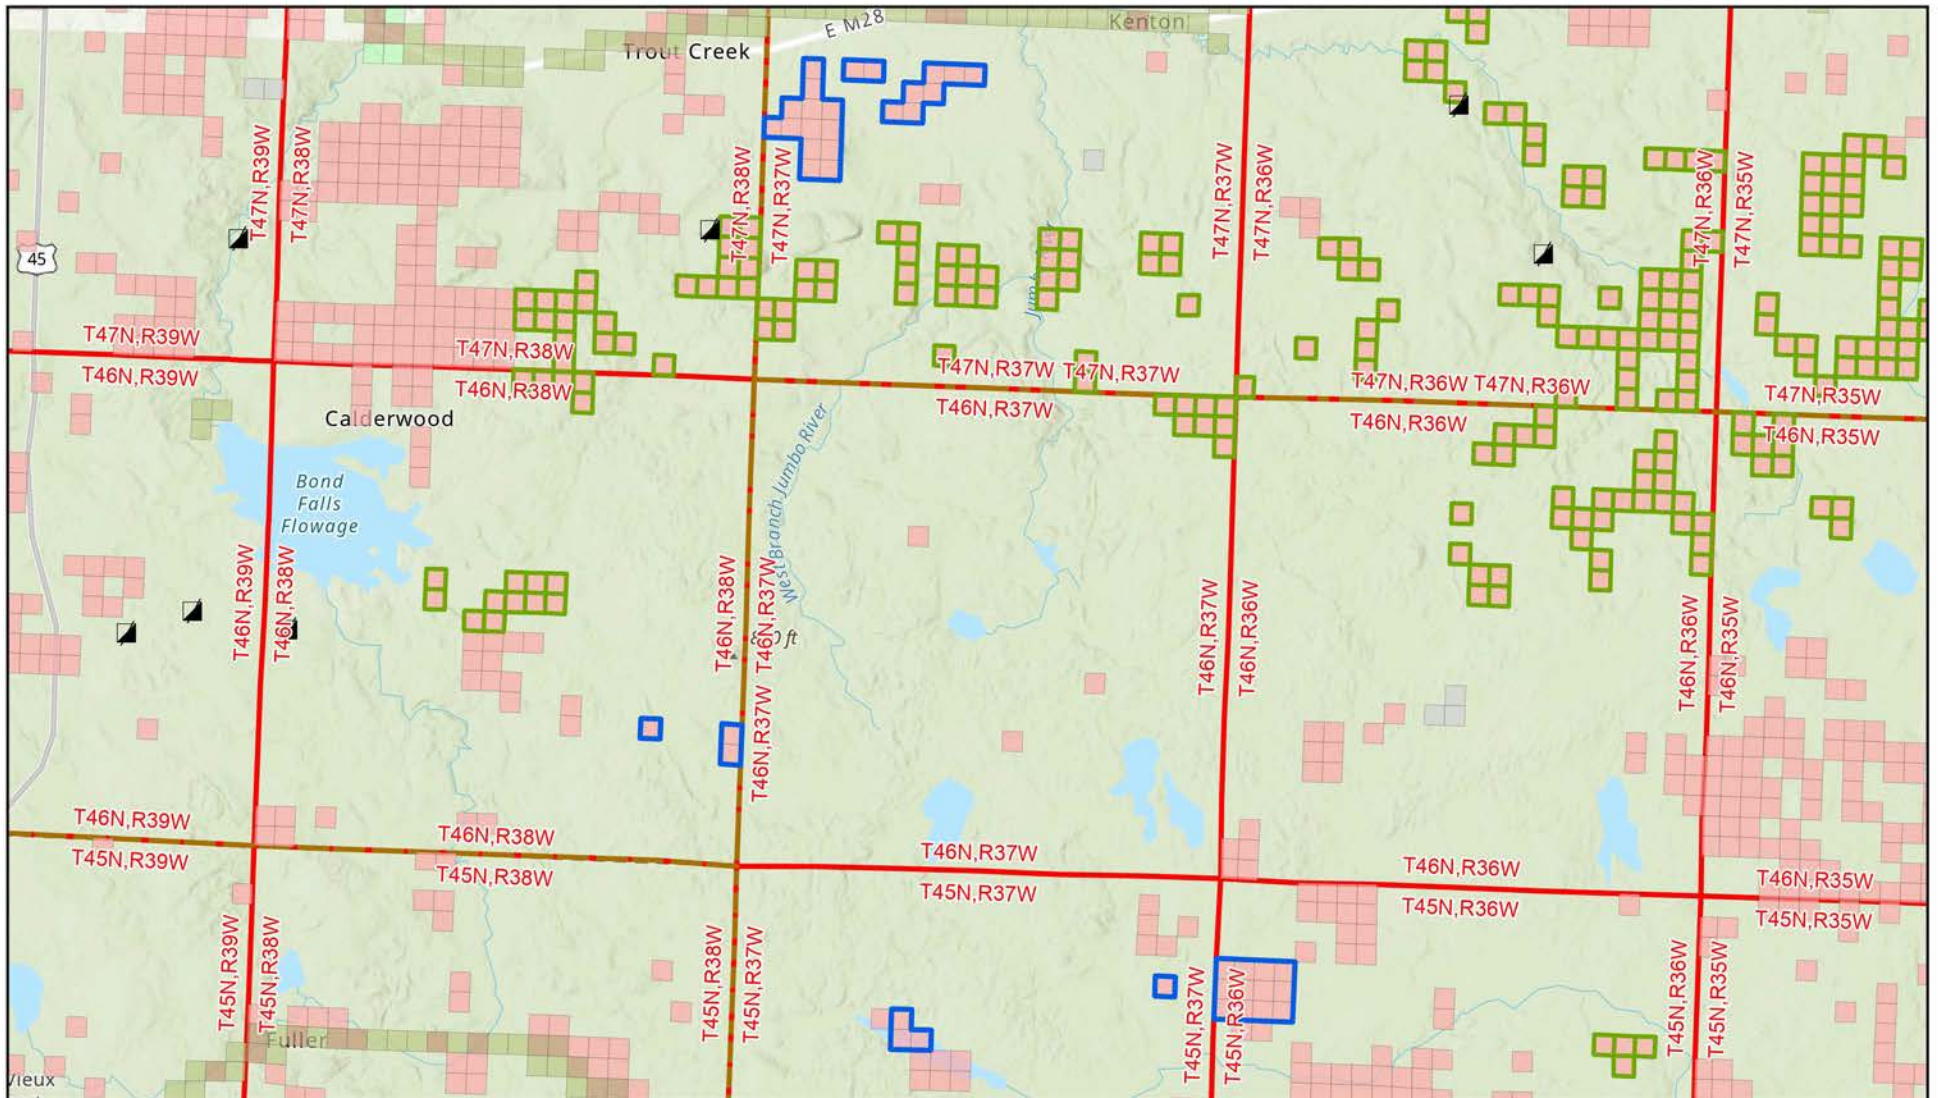 E M28
Kenton
Trout Creek
T47N,R39W
T47N,R38W
T47N,R38W
T47N,R37W
T47N,R37W
T47N,R36W
T47N,R36W
T47N,R35W
45
T47N,R39W
T46N,R39W
T47N,R38W
T46N,R38W
T47N,R37W
T47N,R37W
T46N,R37W
T47N,R36W
T47N,R36W
T46N,R36W
T47N,R35W
T46N,R35W
Calderwood
Bond
Falls
Flowage
West Branch Jumbo River
T46N,R39W
T46N,R38W
T46N,R38W
T46N,R37W
T46N,R37W
T46N,R37W
T46N,R36W
T46N,R36W
T46N,R35W
ft
T46N,R39W
T45N,R39W
T46N,R38W
T45N,R38W
T46N,R37W
T45N,R37W
T46N,R36W
T45N,R36W
T46N,R35W
T45N,R35W
T45N,R39W
T45N,R38W
T45N,R38W
T45N,R37W
T45N,R37W
T45N,R36W
T45N,R36W
T45N,R35W
Fuller
Vieux